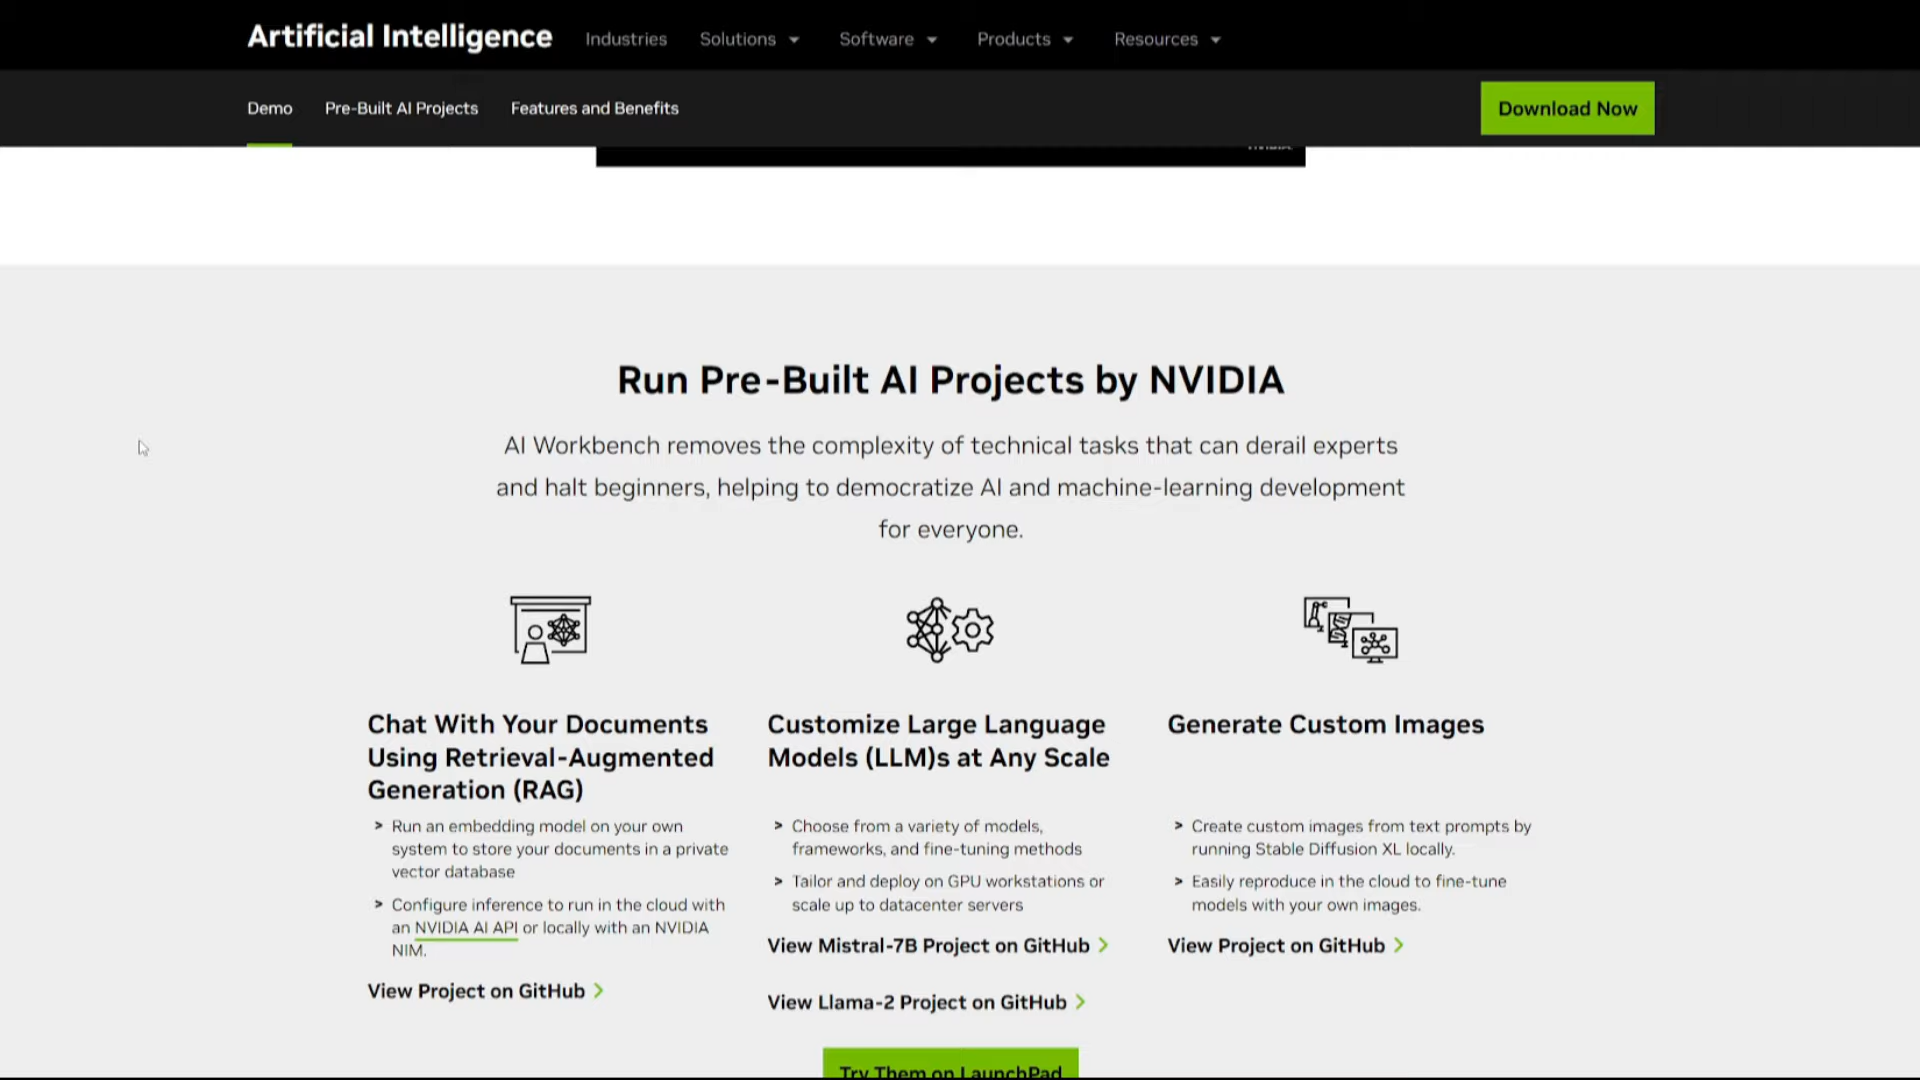 Artificial Intelligence
Industries
Solutions
Software
Products
Resources
Demo
Pre-Built AI Projects
Features and Benefits
Download Now
Run Pre-Built AI Projects by NVIDIA
AI Workbench removes the complexity of technical tasks that can derail experts
and halt beginners, helping to democratize AI and machine-learning development
for everyone.
Chat With Your Documents
Using Retrieval-Augmented
Generation (RAG)
> Run an embedding model on your own
system to store your documents in a private
vector database
> Configure inference to run in the cloud with
an NVIDIA AI API or locally with an NVIDIA
NIM.
View Project on GitHub >
Customize Large Language
Models (LLM)s at Any Scale
> Choose from a variety of models,
frameworks, and fine-tuning methods
> Tailor and deploy on GPU workstations or
scale up to datacenter servers
View Mistral-7B Project on GitHub >
View Llama-2 Project on GitHub >
Generate Custom Images
> Create custom images from text prompts by
running Stable Diffusion XL locally.
> Easily reproduce in the cloud to fine-tune
models with your own images.
View Project on GitHub >
Try Them on LaunchPad